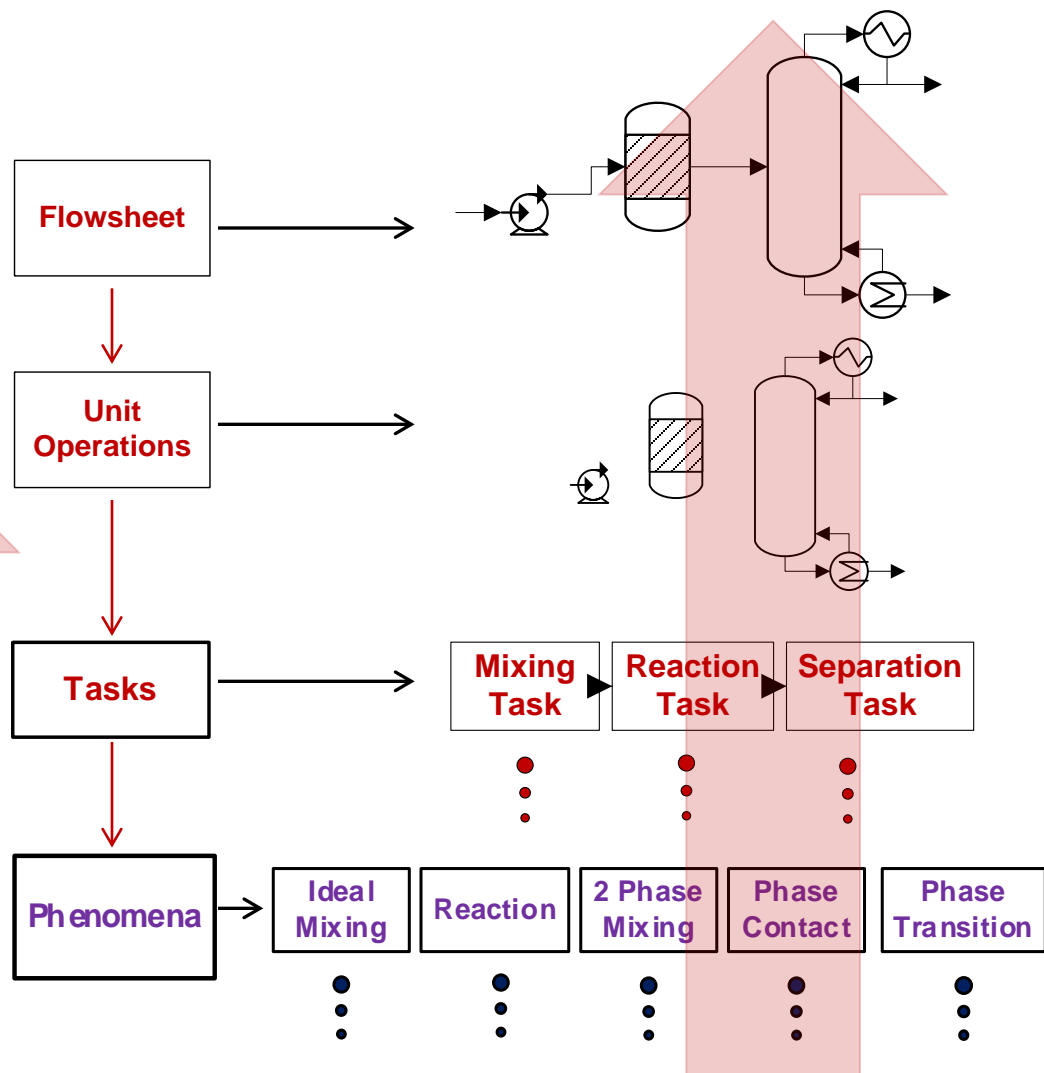 Flowsheet
Unit
Operations
Tasks
Mixing
Task
Reaction
Task
Separation
Task
Phenomena
Ideal
Mixing
Reaction
2 Phase
Mixing
Phase
Contact
Phase
Transition